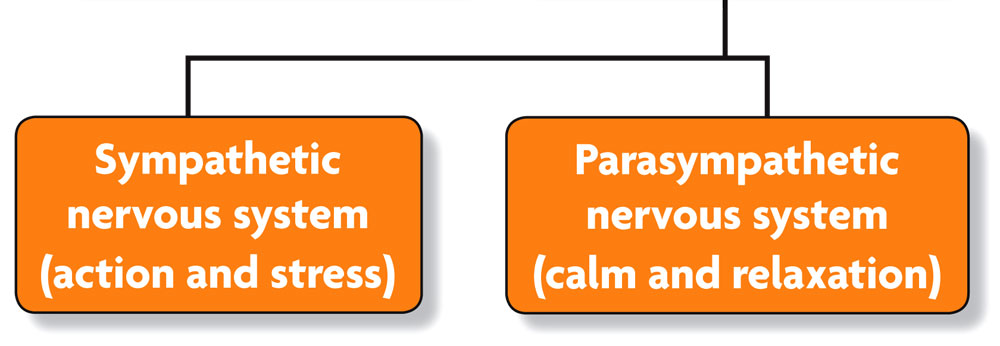 Sympathetic
nervous system
(action and stress)
Parasympathetic
nervous system
(calm and relaxation)